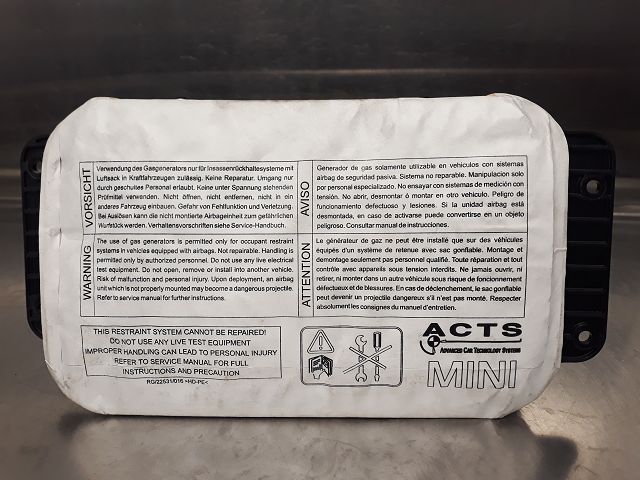 VORSICHT
Verwendung des Gasgenerators nur für Insassenrückhaltesysteme mit
Luftsack in Kraftfahrzeugen zulässig. Keine Reparatur. Umgang nur
durch geschultes Personal erlaubt. Keine unter Spannung stehenden
Prüfmittel verwenden. Nicht öffnen, nicht entfernen, nicht in ein
anderes Fahrzeug einbauen. Gefahr von Fehlfunktion und Verletzung.
Bei Auslösen kann die nicht montierte Airbageinheit zum gefährlichen
Wurfstück werden. Verhaltensvorschriften siehe Service-Handbuch.
AVISO
Generador de gas solamente utilizable en vehiculos con sistemas
airbag de seguridad pasiva. Sistema no reparable. Manipulacion solo
por personal especializado. No ensayar con sistemas de medición con
tensión. No abrir, desmontar ó montar en otro vehiculo. Peligro de
funcionamiento defectuoso y lesiones. Si la unidad airbag está
desmontada, en caso de activarse puede convertirse en un objeto
peligroso. Consultar manual de instrucciones.
WARNING
The use of gas generators is permitted only for occupant restraint
systems in vehicles equipped with airbags. Not repairable. Handling is
permitted only by authorized personnel. Do not use any live electrical
test equipment. Do not open, remove or install into another vehicle.
Risk of malfunction and personal injury. Upon deployment, an airbag
unit which is not properly mounted may become a dangerous projectile.
Refer to service manual for further instructions.
ATTENTION
Le générateur de gaz ne peut être installé que sur des véhicules
équipés d'un système de retenue avec sac gonflable. Montage et
demontage seulement pas personnel qualifié. Toute réparation et tout
contrôle avec appareils sous tension interdits. Ne jamais ouvrir, ni
retirer, ni monter dans un autre véhicule sous risque de fonctionnement
défectueux et de blessures. En cas de déclenchement, le sac gonflable
peut devenir un projectile dangereux s'il n'est pas monté. Respecter
absolument les consignes du manuel d'entretien.
THIS RESTRAINT SYSTEM CANNOT BE REPAIRED!
DO NOT USE ANY LIVE TEST EQUIPMENT
IMPROPER HANDLING CAN LEAD TO PERSONAL INJURY
REFER TO SERVICE MANUAL FOR FULL
INSTRUCTIONS AND PRECAUTION
RG/22531/016 >HD-PE<
ACTS
ADVANCED CAR TECHNOLOGY SYSTEMS
MINI